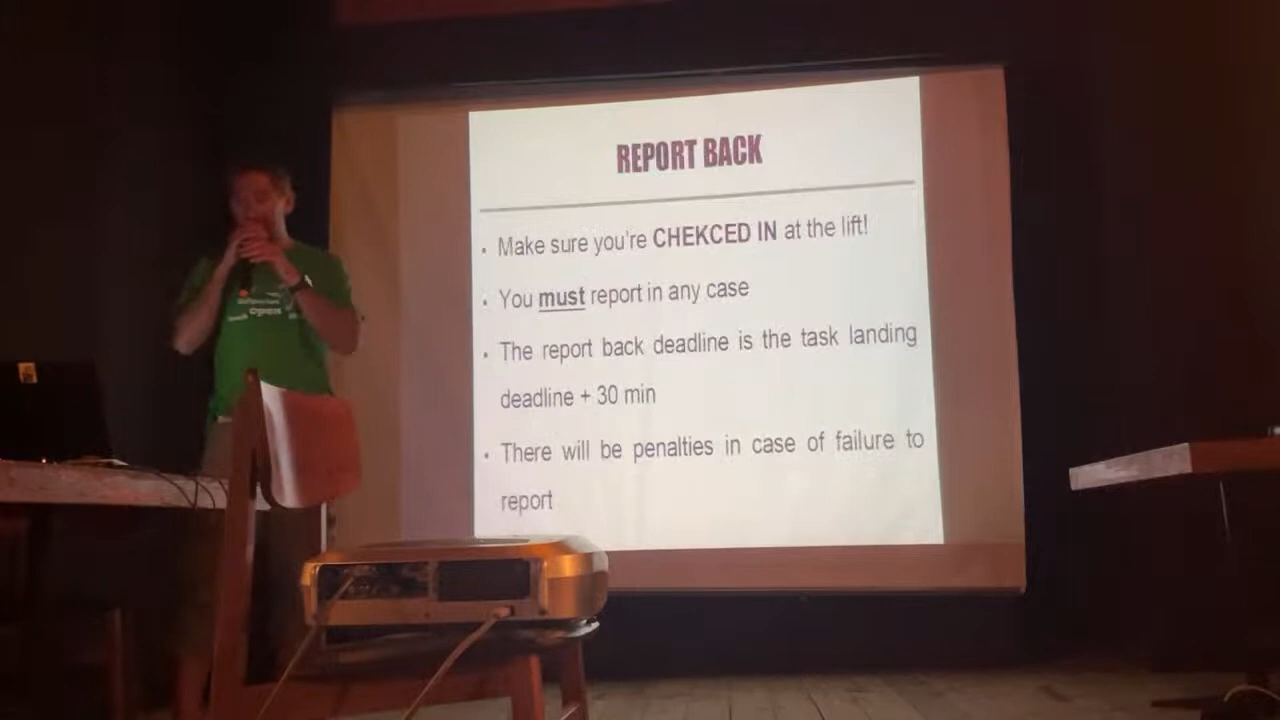 REPORT BACK
• Make sure you're CHEKCED IN at the lift!
• You must report in any case
• The report back deadline is the task landing
deadline + 30 min
• There will be penalties in case of failure to
report